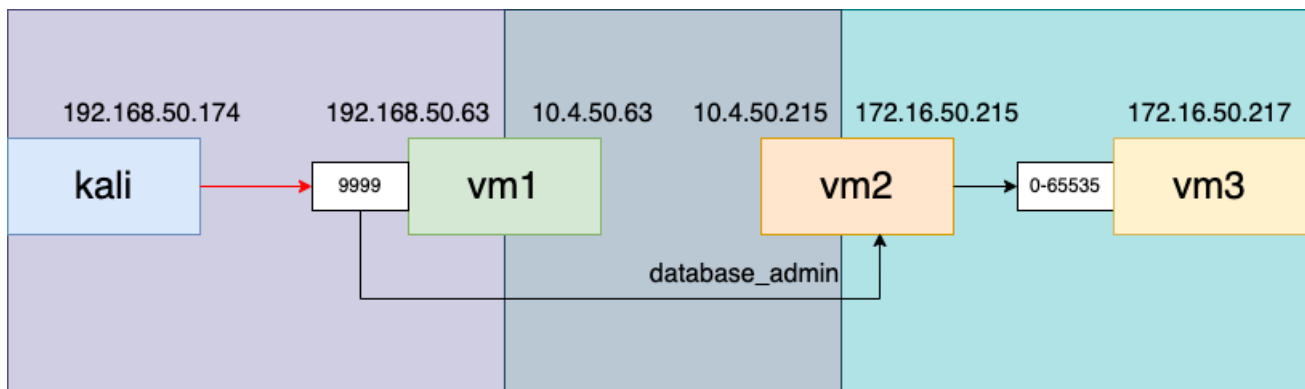 192.168.50.174 192.168.50.63 10.4.50.63 10.4.50.215 172.16.50.215 172.16.50.217
kali 9999 vm1 vm2 0-65535 vm3
database_admin